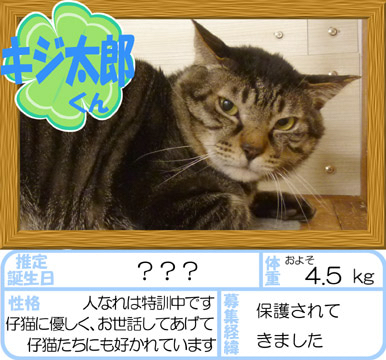 キジ太郎
くん
推定
誕生日
？？？
体重
およそ
4.5 kg
性格
人なれは特訓中です
仔猫に優しく、お世話してあげて
仔猫たちにも好かれています
募集経緯
保護されて
きました